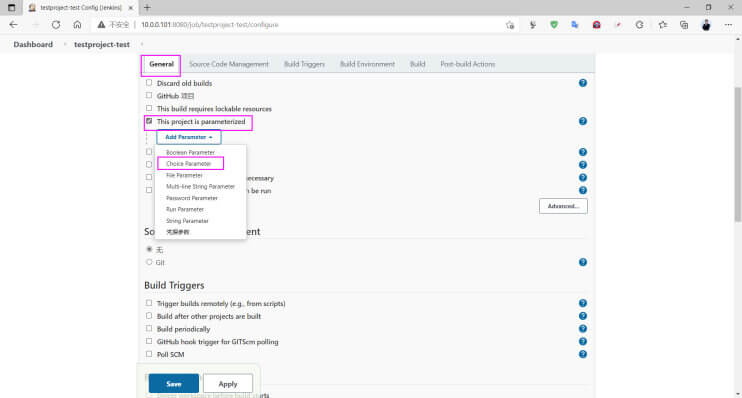 testproject-test Config [Jenkins]
不安全 | 10.0.0.101:8080/job/testproject-test/configure
Dashboard
testproject-test
General
Source Code Management
Build Triggers
Build Environment
Build
Post-build Actions
Discard old builds
GitHub 项目
This build requires lockable resources
This project is parameterized
Add Parameter
Boolean Parameter
Choice Parameter
File Parameter
Multi-line String Parameter
ecessary
Password Parameter
n be run
Run Parameter
Advanced...
String Parameter
凭据参数
So
ent
无
Git
Build Triggers
Trigger builds remotely (e.g., from scripts)
Build after other projects are built
Build periodically
GitHub hook trigger for GITScm polling
Poll SCM
Save
Apply